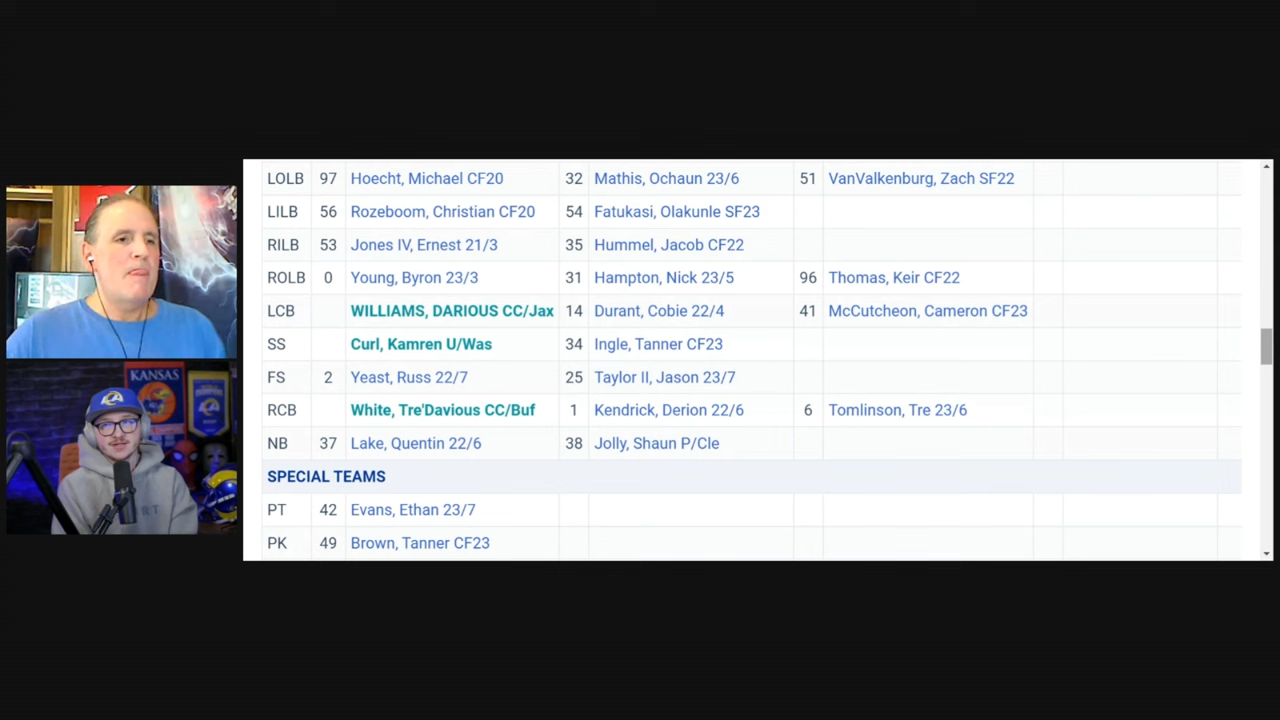 LOLB 97 Hoecht, Michael CF20 32 Mathis, Ochaun 23/6 51 VanValkenburg, Zach SF22
LILB 56 Rozeboom, Christian CF20 54 Fatukasi, Olakunle SF23
RILB 53 Jones IV, Ernest 21/3 35 Hummel, Jacob CF22
ROLB 0 Young, Byron 23/3 31 Hampton, Nick 23/5 96 Thomas, Keir CF22
LCB WILLIAMS, DARIOUS CC/Jax 14 Durant, Cobie 22/4 41 McCutcheon, Cameron CF23
SS Curl, Kamren U/Was 34 Ingle, Tanner CF23
FS 2 Yeast, Russ 22/7 25 Taylor II, Jason 23/7
RCB White, Tre'Davious CC/Buf 1 Kendrick, Derion 22/6 6 Tomlinson, Tre 23/6
NB 37 Lake, Quentin 22/6 38 Jolly, Shaun P/Cle
SPECIAL TEAMS
PT 42 Evans, Ethan 23/7
PK 49 Brown, Tanner CF23
KANSAS